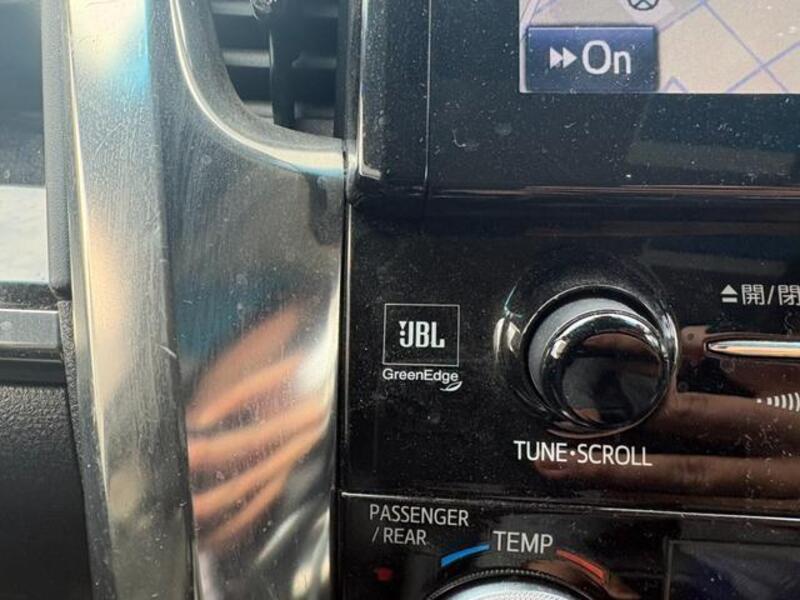 On
開/閉
JBL
GreenEdge
TUNE•SCROLL
PASSENGER
/REAR
TEMP